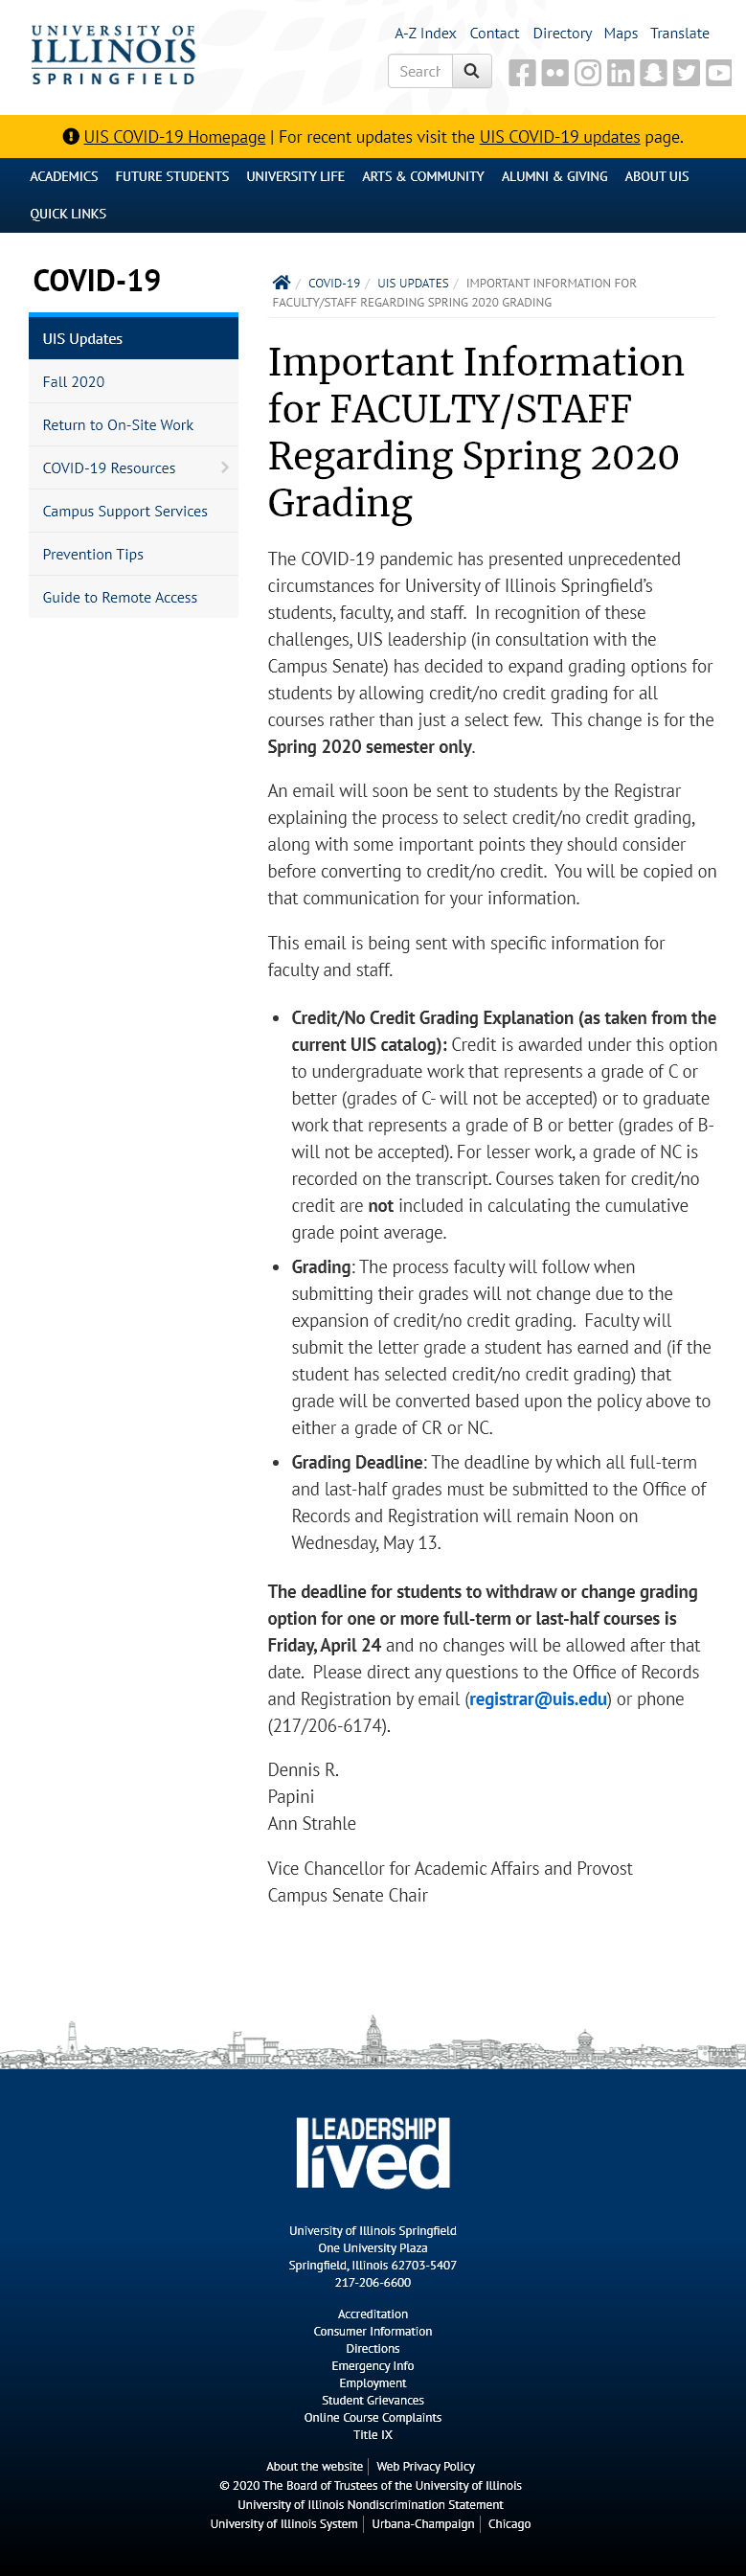 UNIVERSITY OF
ILLINOIS
SPRINGFIELD
A-Z Index Contact Directory Maps Translate
Search
UIS COVID-19 Homepage | For recent updates visit the UIS COVID-19 updates page.
ACADEMICS FUTURE STUDENTS UNIVERSITY LIFE ARTS & COMMUNITY ALUMNI & GIVING ABOUT UIS
QUICK LINKS
COVID-19
UIS Updates
Fall 2020
Return to On-Site Work
COVID-19 Resources
Campus Support Services
Prevention Tips
Guide to Remote Access
/ COVID-19 / UIS UPDATES / IMPORTANT INFORMATION FOR
FACULTY/STAFF REGARDING SPRING 2020 GRADING
Important Information
for FACULTY/STAFF
Regarding Spring 2020
Grading
The COVID-19 pandemic has presented unprecedented
circumstances for University of Illinois Springfield's
students, faculty, and staff.  In recognition of these
challenges, UIS leadership (in consultation with the
Campus Senate) has decided to expand grading options for
students by allowing credit/no credit grading for all
courses rather than just a select few.  This change is for the
Spring 2020 semester only.
An email will soon be sent to students by the Registrar
explaining the process to select credit/no credit grading,
along with some important points they should consider
before converting to credit/no credit.  You will be copied on
that communication for your information.
This email is being sent with specific information for
faculty and staff.
• Credit/No Credit Grading Explanation (as taken from the
current UIS catalog): Credit is awarded under this option
to undergraduate work that represents a grade of C or
better (grades of C- will not be accepted) or to graduate
work that represents a grade of B or better (grades of B-
will not be accepted). For lesser work, a grade of NC is
recorded on the transcript. Courses taken for credit/no
credit are not included in calculating the cumulative
grade point average.
• Grading: The process faculty will follow when
submitting their grades will not change due to the
expansion of credit/no credit grading.  Faculty will
submit the letter grade a student has earned and (if the
student has selected credit/no credit grading) that
grade will be converted based upon the policy above to
either a grade of CR or NC.
• Grading Deadline: The deadline by which all full-term
and last-half grades must be submitted to the Office of
Records and Registration will remain Noon on
Wednesday, May 13.
The deadline for students to withdraw or change grading
option for one or more full-term or last-half courses is
Friday, April 24 and no changes will be allowed after that
date.  Please direct any questions to the Office of Records
and Registration by email (registrar@uis.edu) or phone
(217/206-6174).
Dennis R.
Papini
Ann Strahle
Vice Chancellor for Academic Affairs and Provost
Campus Senate Chair
LEADERSHIP
lived
University of Illinois Springfield
One University Plaza
Springfield, Illinois 62703-5407
217-206-6600
Accreditation
Consumer Information
Directions
Emergency Info
Employment
Student Grievances
Online Course Complaints
Title IX
About the website | Web Privacy Policy
© 2020 The Board of Trustees of the University of Illinois
University of Illinois Nondiscrimination Statement
University of Illinois System | Urbana-Champaign | Chicago